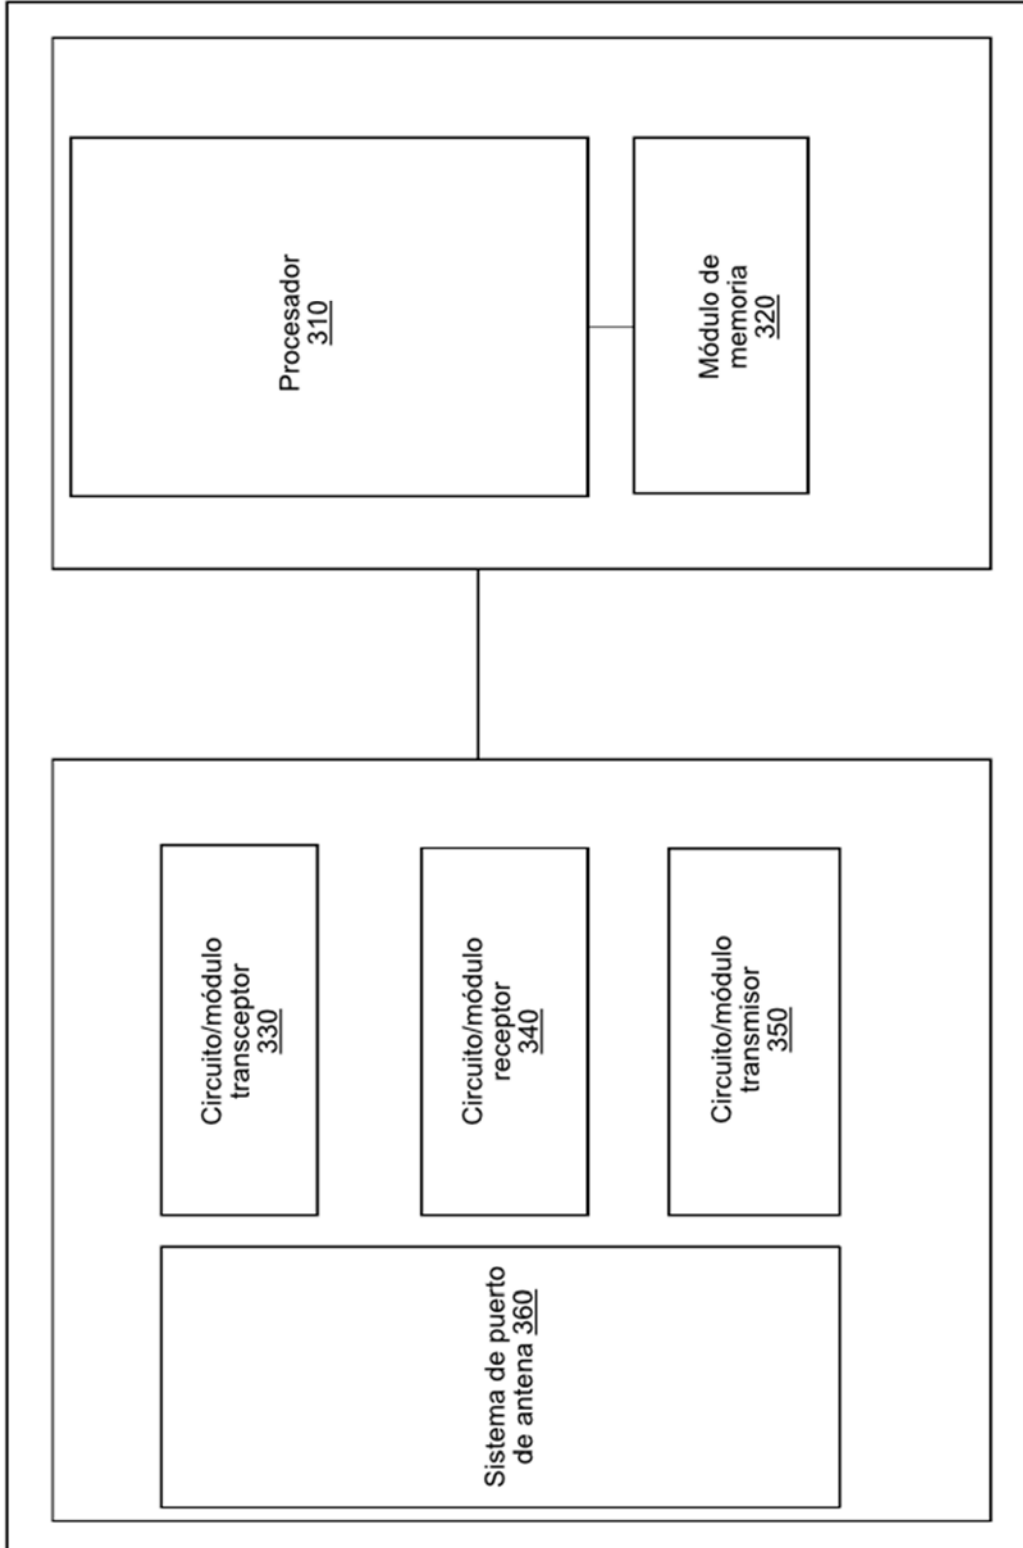 Procesador
310
Módulo de
memoria
320
Circuito/módulo
transceptor
330
Circuito/módulo
receptor
340
Circuito/módulo
transmisor
350
Sistema de puerto
de antena 360